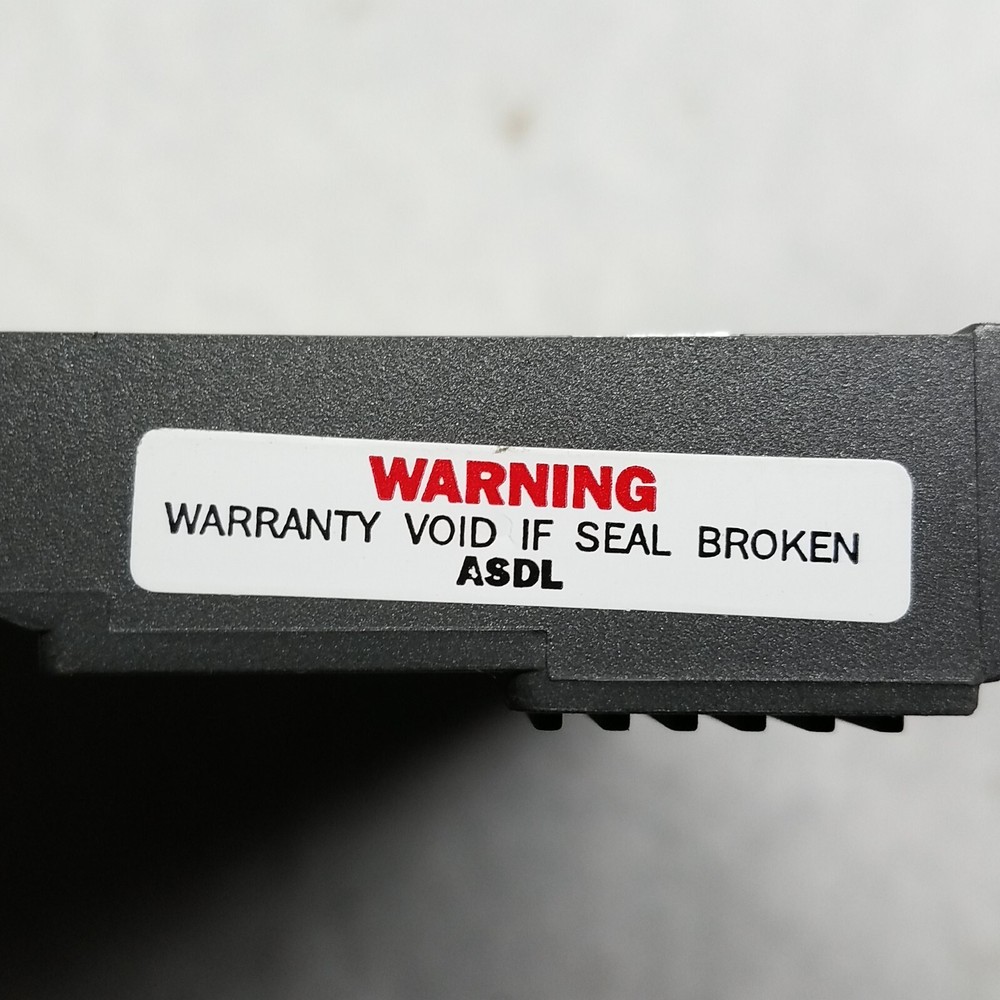 WARNING
WARRANTY VOID IF SEAL BROKEN
ASDL